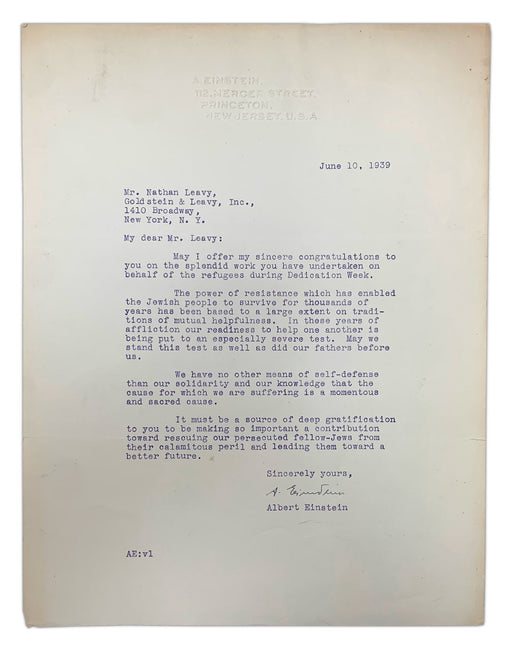 A. EINSTEIN.
112. MERCER STREET.
PRINCETON.
NEW JERSEY. U.S.A.
June 10, 1939
Mr. Nathan Leavy,
Goldstein & Leavy, Inc.,
1410 Broadway,
New York, N. Y.
My dear Mr. Leavy:
May I offer my sincere congratulations to
you on the splendid work you have undertaken on
behalf of the refugees during Dedication Week.
The power of resistance which has enabled
the Jewish people to survive for thousands of
years has been based to a large extent on tradi-
tions of mutual helpfulness. In these years of
affliction our readiness to help one another is
being put to an especially severe test. May we
stand this test as well as did our fathers before
us.
We have no other means of self-defense
than our solidarity and our knowledge that the
cause for which we are suffering is a momentous
and sacred cause.
It must be a source of deep gratification
to you to be making so important a contribution
toward rescuing our persecuted fellow-Jews from
their calamitous peril and leading them toward a
better future.
Sincerely yours,
A. Einstein
Albert Einstein
AE:vl